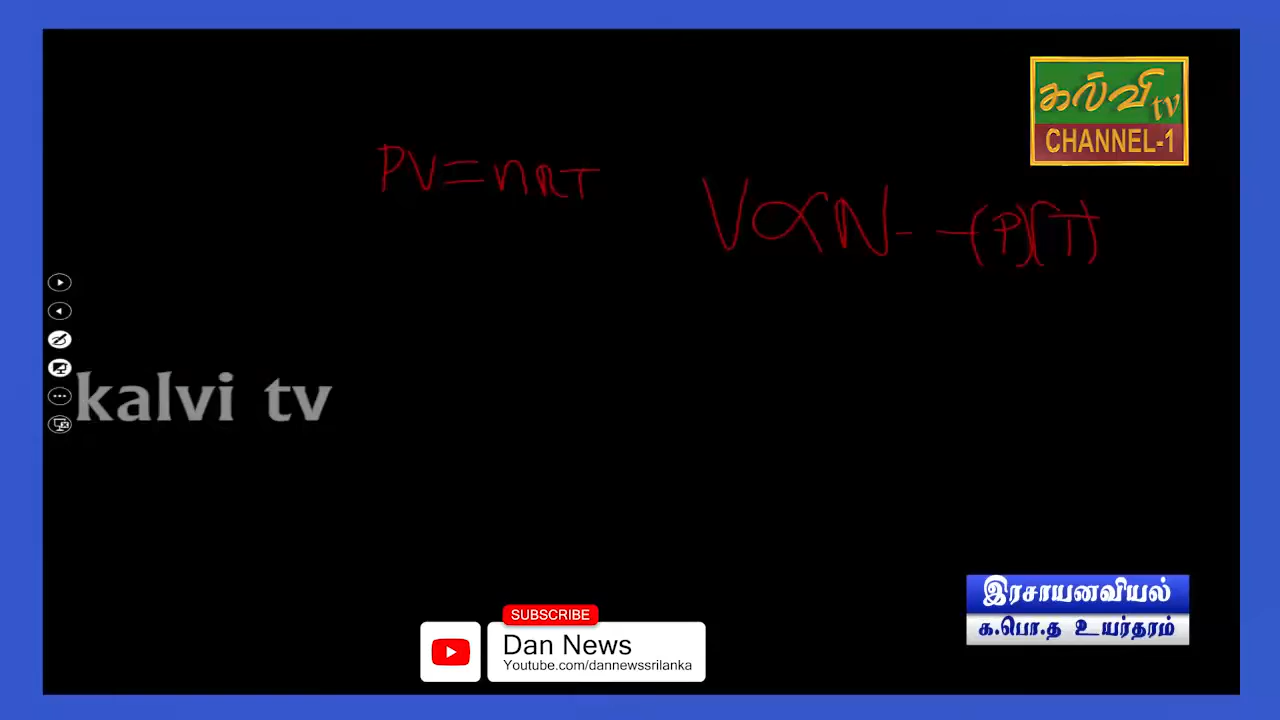 கல்வி tv
CHANNEL-1
PV=nRT
V∝N---(P)(T)
kalvi tv
இரசாயனவியல்
க.பொ.த உயர்தரம்
SUBSCRIBE
Dan News
Youtube.com/dannewssrilanka